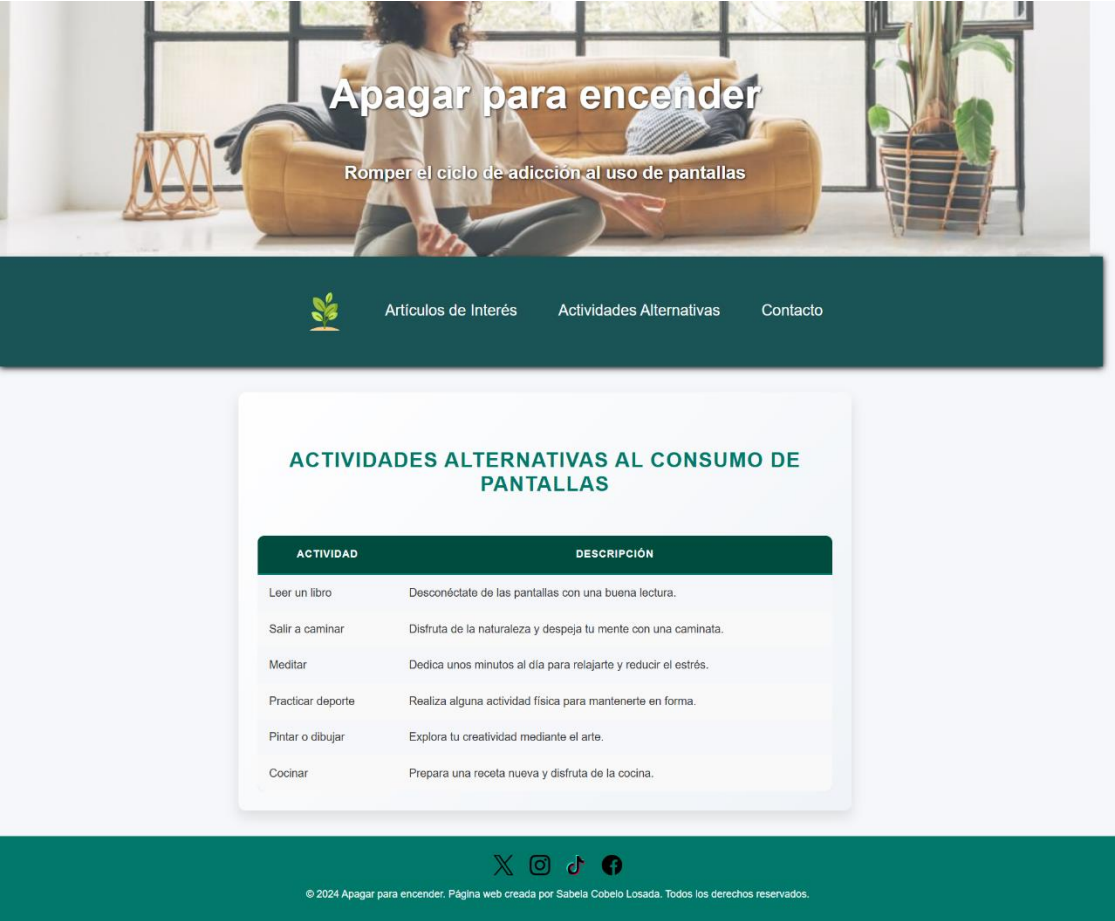 Apagar para encender
Romper el ciclo de adicción al uso de pantallas
Artículos de Interés Actividades Alternativas Contacto
ACTIVIDADES ALTERNATIVAS AL CONSUMO DE
PANTALLAS
ACTIVIDAD DESCRIPCIÓN
Leer un libro Desconéctate de las pantallas con una buena lectura.
Salir a caminar Disfruta de la naturaleza y despeja tu mente con una caminata.
Meditar Dedica unos minutos al día para relajarte y reducir el estrés.
Practicar deporte Realiza alguna actividad física para mantenerte en forma.
Pintar o dibujar Explora tu creatividad mediante el arte.
Cocinar Prepara una receta nueva y disfruta de la cocina.
© 2024 Apagar para encender. Página web creada por Sabela Cobelo Losada. Todos los derechos reservados.